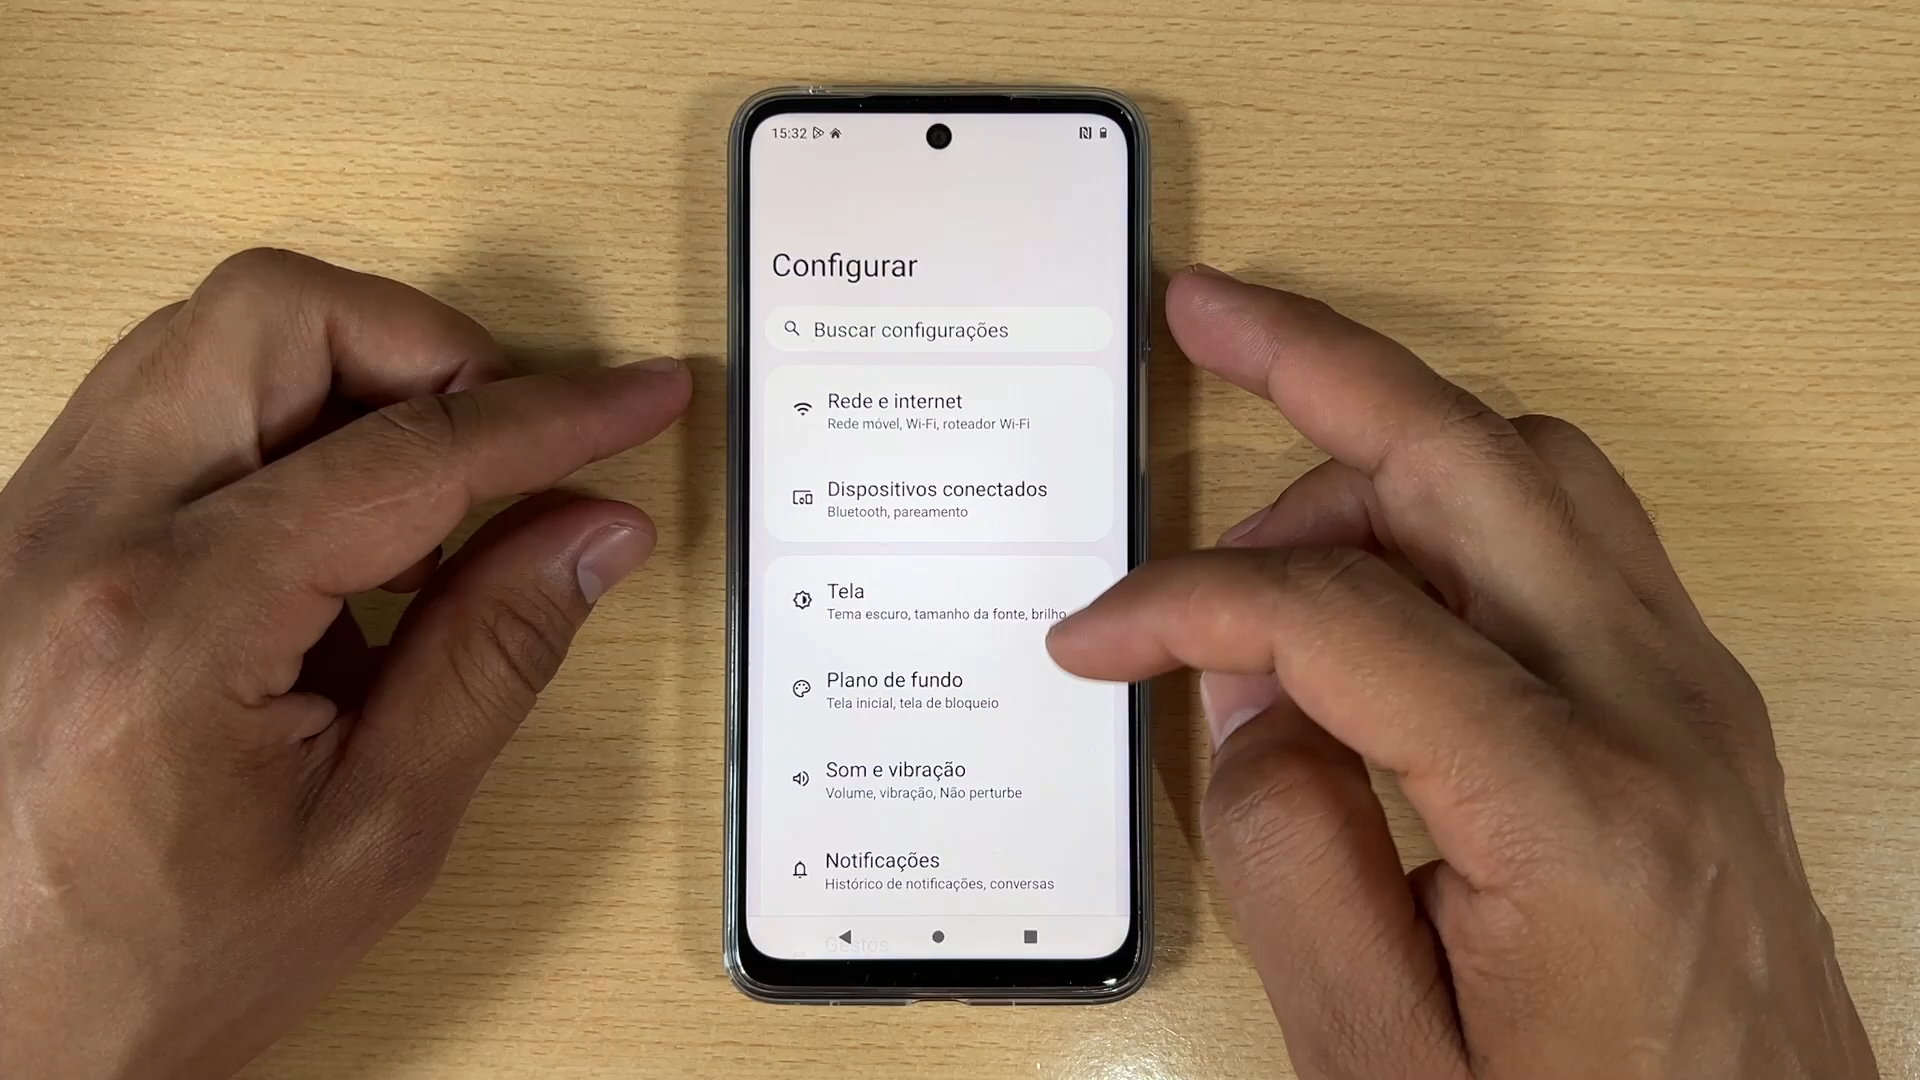 15:32
Configurar
Buscar configurações
Rede e internet
Rede móvel, Wi-Fi, roteador Wi-Fi
Dispositivos conectados
Bluetooth, pareamento
Tela
Tema escuro, tamanho da fonte, brilho
Plano de fundo
Tela inicial, tela de bloqueio
Som e vibração
Volume, vibração, Não perturbe
Notificações
Histórico de notificações, conversas
Gestos